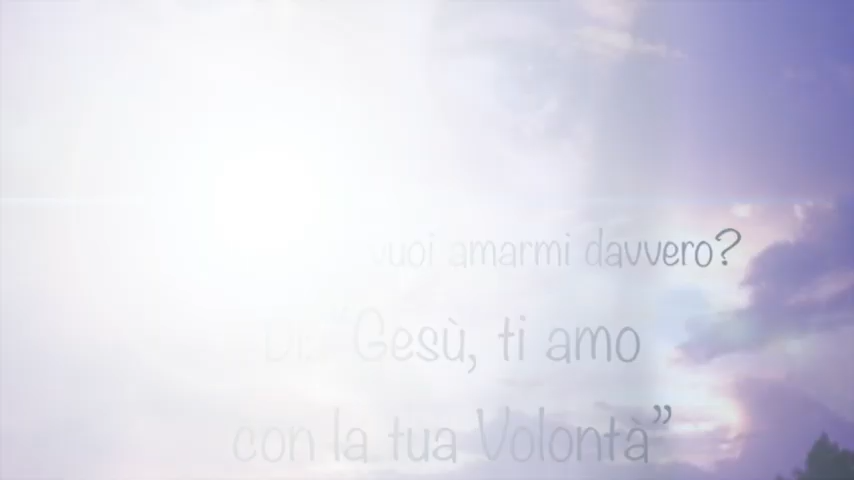 vuoi amarmi davvero?
Di: “Gesù, ti amo
con la tua Volontà”